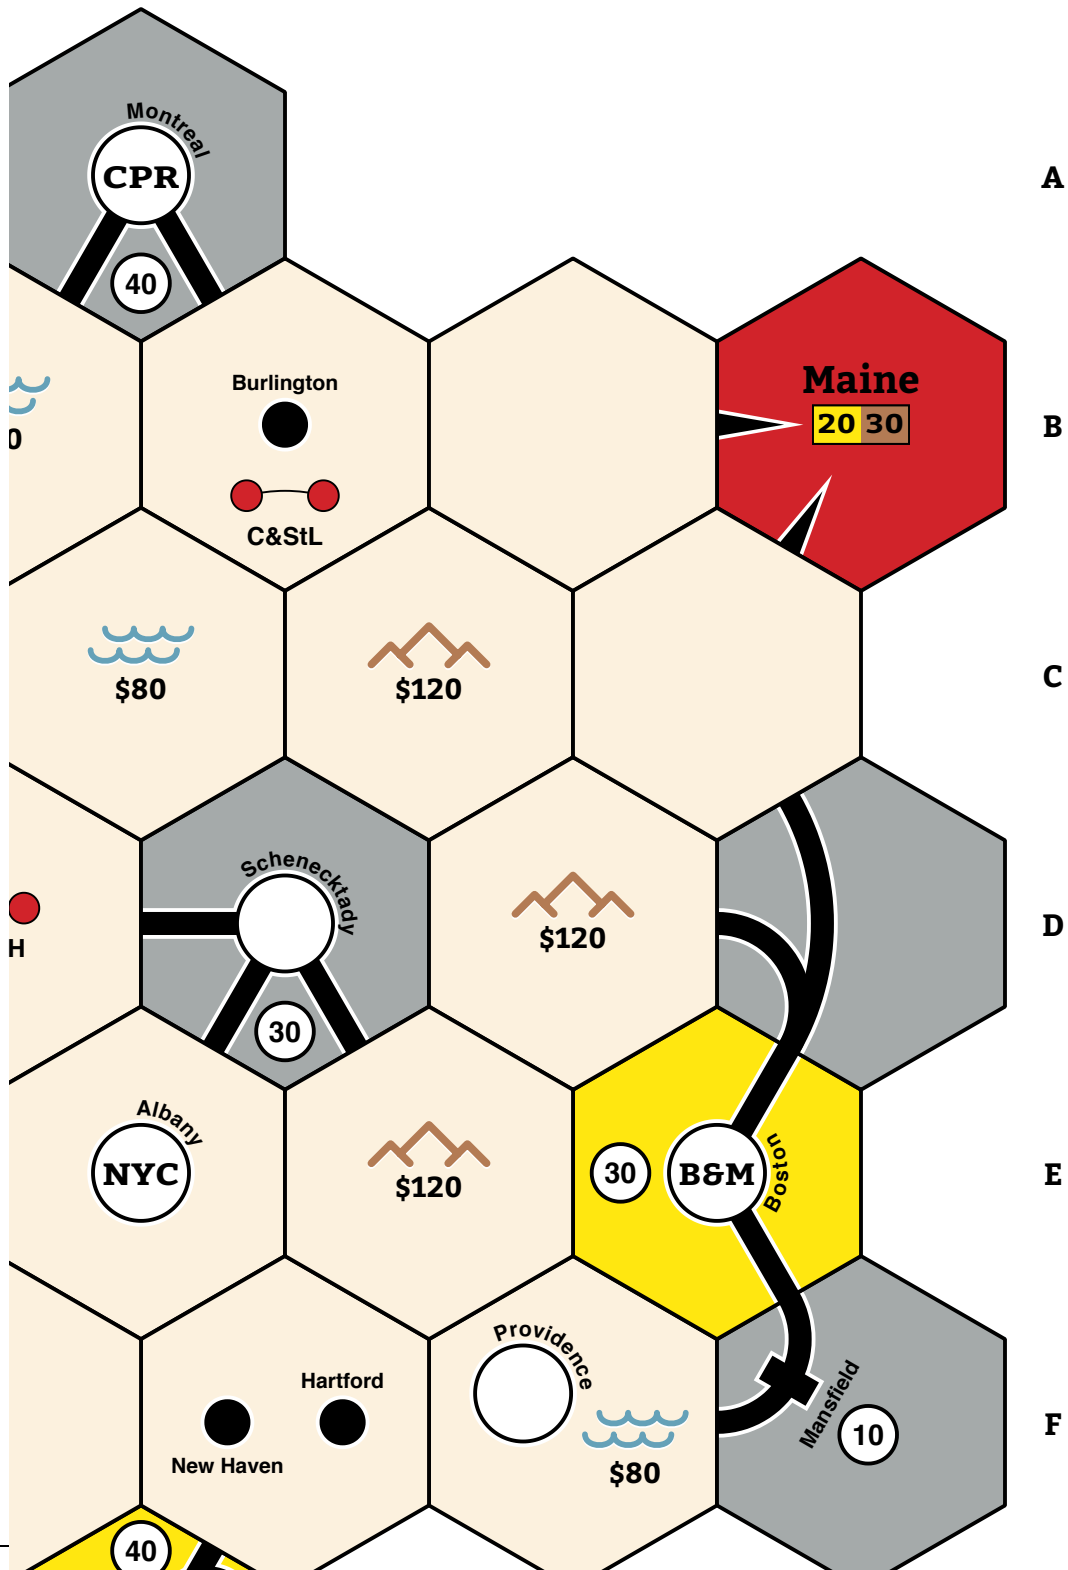 Montreal
CPR
A
40
Maine
Burlington
20 30
B
0
C&StL
C
$80
$120
Schenecktady
$120
D
H
30
Albany
NYC
$120
30
B&M
Boston
E
Providence
Hartford
Mansfield
10
F
New Haven
$80
40